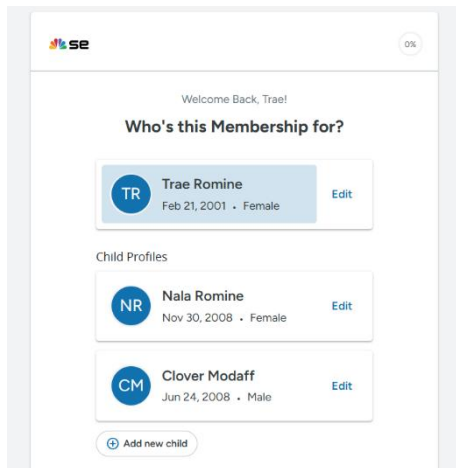 se
0%
Welcome Back, Trae!
Who's this Membership for?
TR
Trae Romine
Feb 21, 2001 • Female
Edit
Child Profiles
NR
Nala Romine
Nov 30, 2008 • Female
Edit
CM
Clover Modaff
Jun 24, 2008 • Male
Edit
Add new child